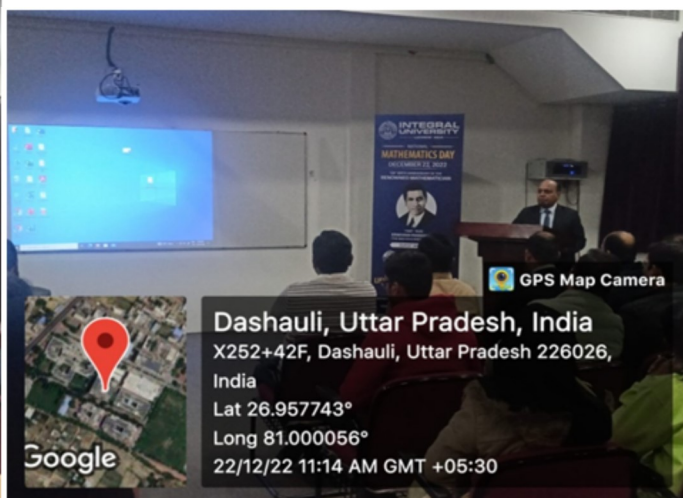 INTEGRAL
UNIVERSITY
NATIONAL
MATHEMATICS DAY
DECEMBER 22, 2022
GPS Map Camera
Dashauli, Uttar Pradesh, India
X252+42F, Dashauli, Uttar Pradesh 226026,
India
Lat 26.957743°
Long 81.000056°
22/12/22 11:14 AM GMT +05:30
Google